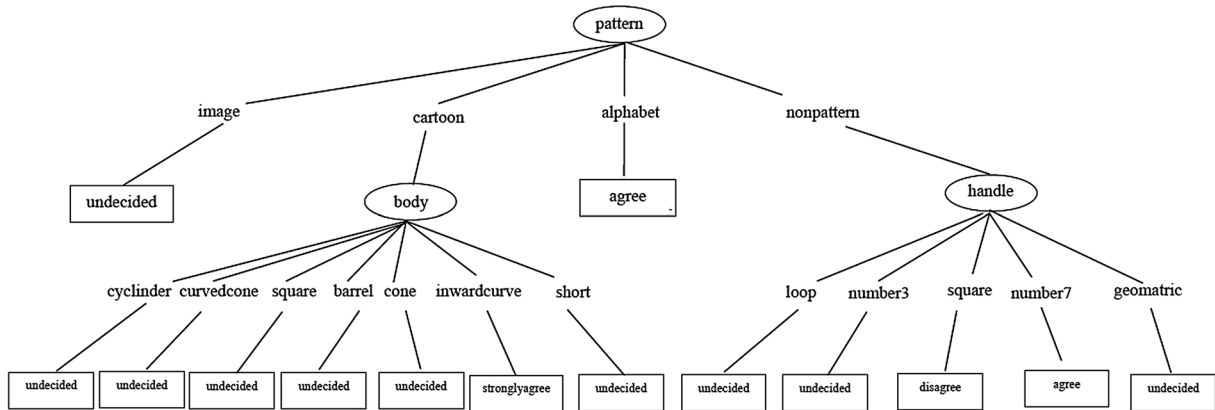 pattern
image
cartoon
alphabet
nonpattern
undecided
body
agree
handle
cyclinder curvedcone square barrel cone inwardcurve short
loop number3 square number7 geomatric
undecided undecided undecided undecided undecided stronglyagree undecided
undecided undecided disagree agree undecided